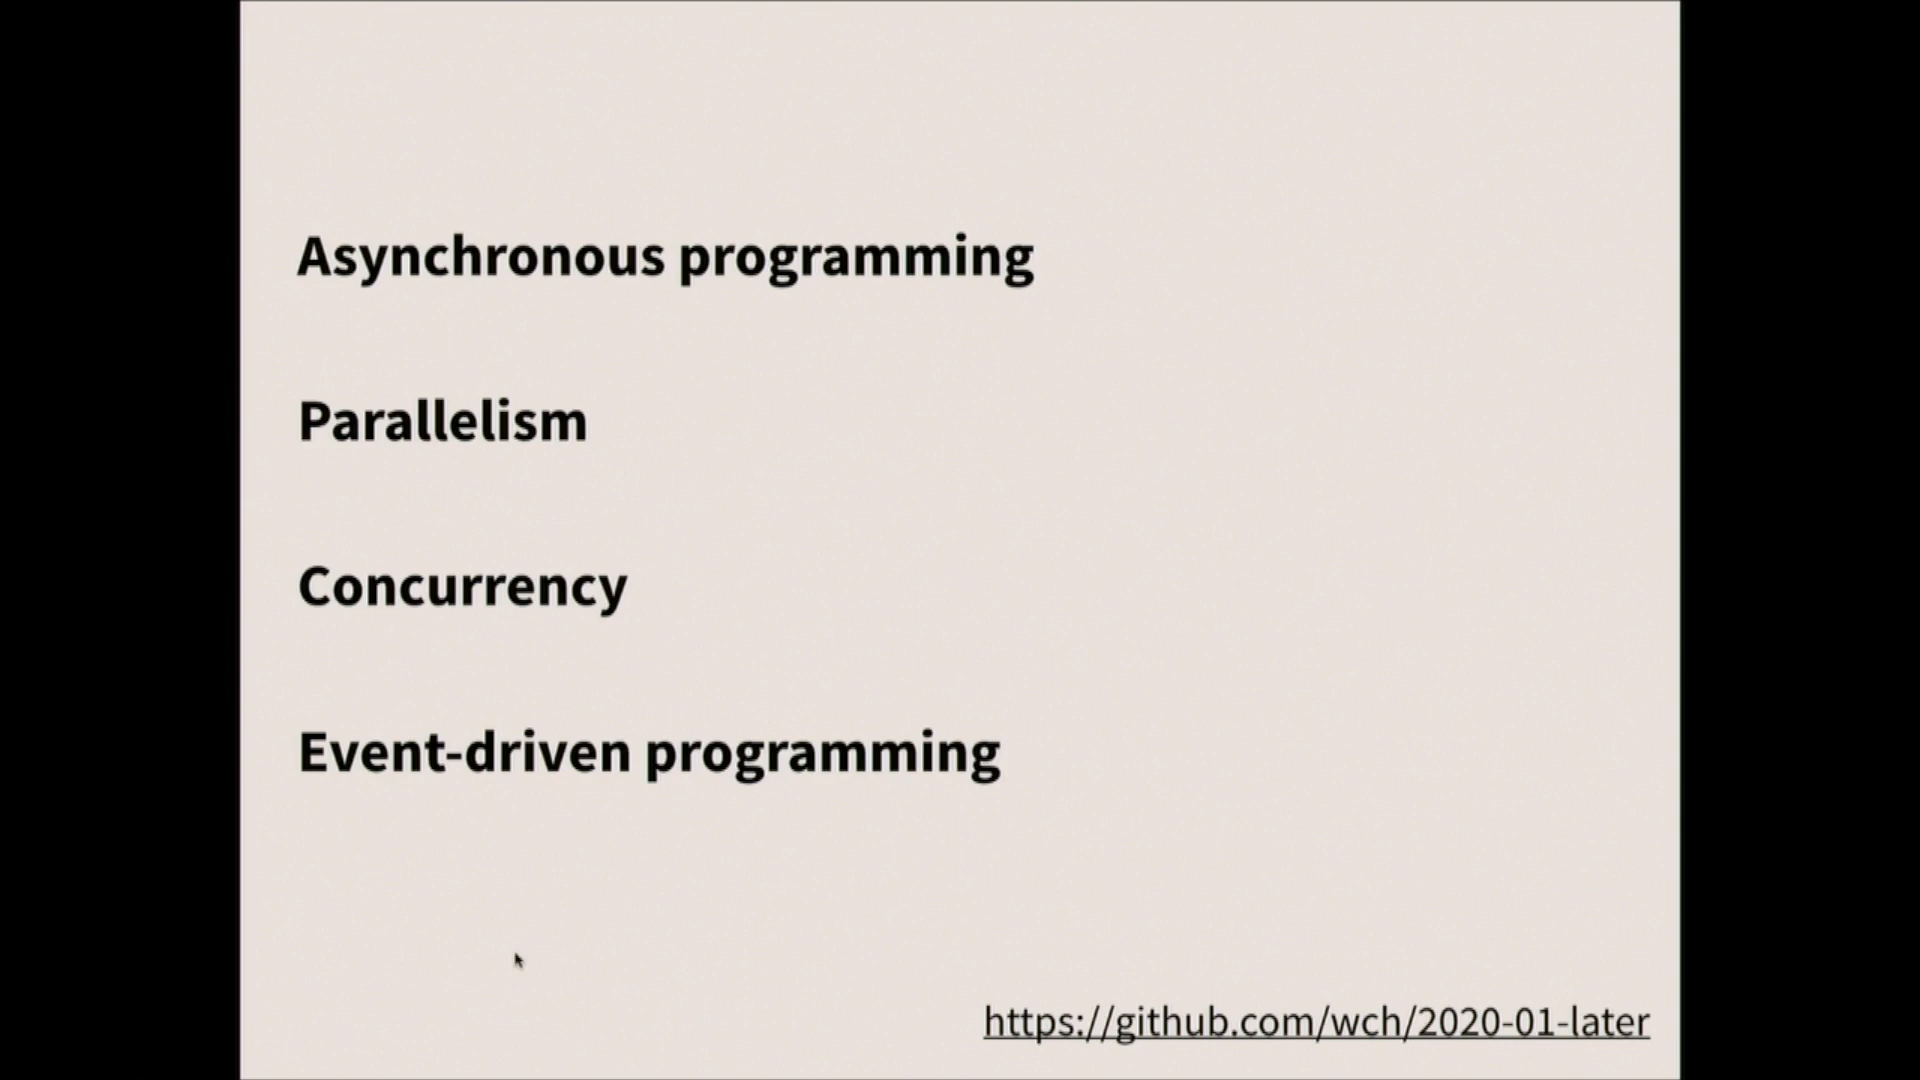 Asynchronous programming
Parallelism
Concurrency
Event-driven programming
https://github.com/wch/2020-01-later